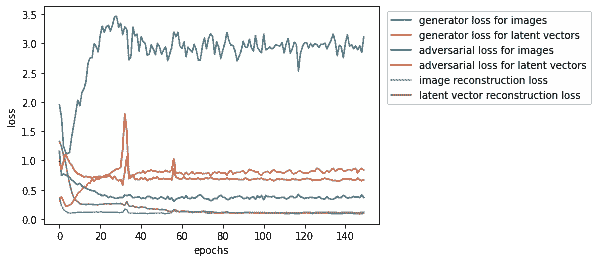 3.5
3.0
2.5
2.0
1.5
1.0
0.5
0.0
loss
0
20
40
60
80
100
120
140
epochs
generator loss for images
generator loss for latent vectors
adversarial loss for images
adversarial loss for latent vectors
image reconstruction loss
latent vector reconstruction loss